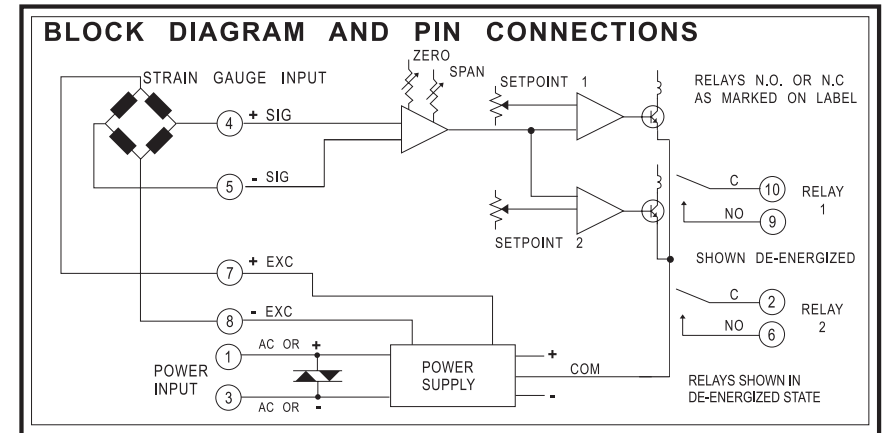 BLOCK DIAGRAM AND PIN CONNECTIONS
STRAIN GAUGE INPUT
ZERO
SPAN
SETPOINT 1
RELAYS N.O. OR N.C
AS MARKED ON LABEL
4
+ SIG
5
- SIG
SETPOINT 2
C
10
NO
9
RELAY
1
SHOWN DE-ENERGIZED
7
+ EXC
8
- EXC
C
2
NO
6
RELAY
2
POWER
INPUT
1
AC OR +
3
AC OR -
POWER
SUPPLY
+
COM
-
RELAYS SHOWN IN
DE-ENERGIZED STATE